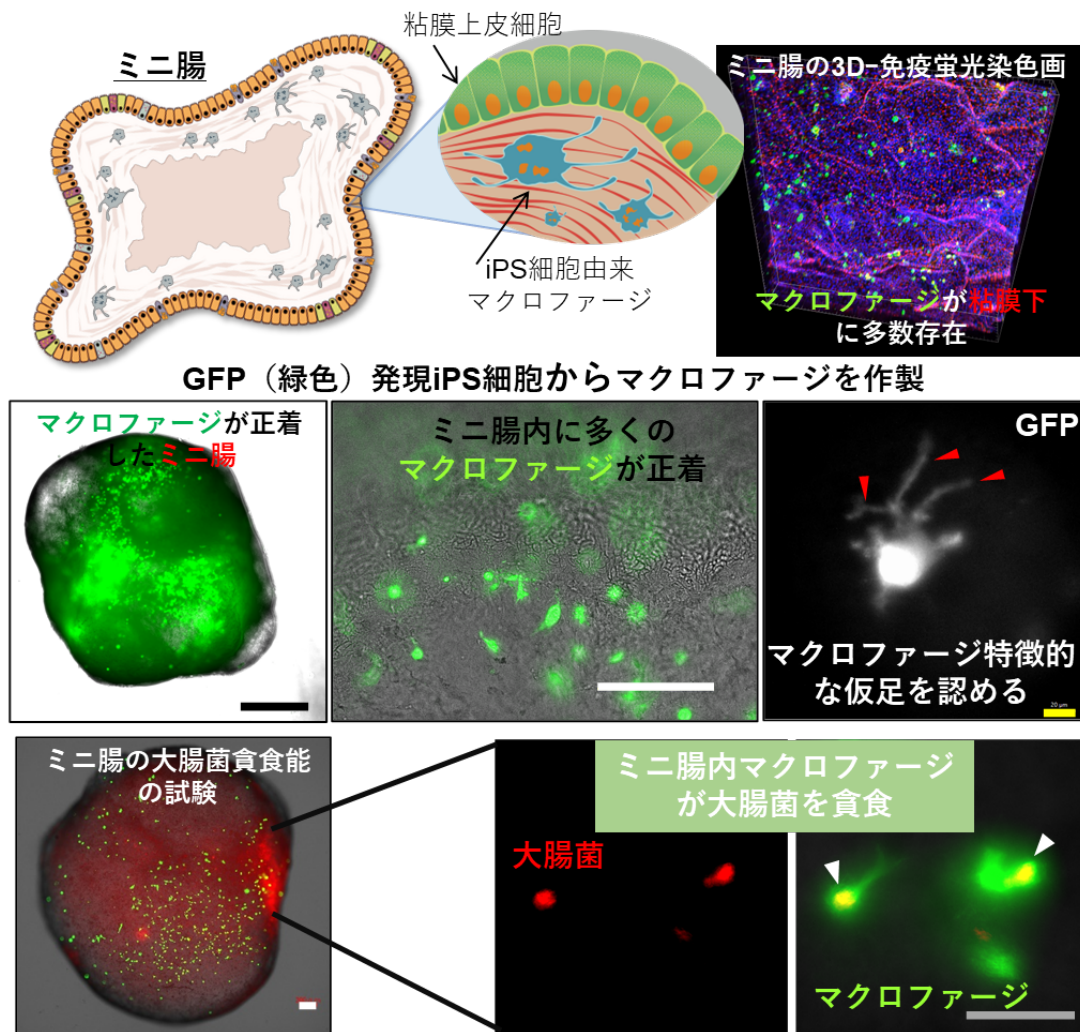 ミニ腸
粘膜上皮細胞
iPS細胞由来
マクロファージ
ミニ腸の3D-免疫蛍光染色画
マクロファージが粘膜下
に多数存在
GFP（緑色）発現iPS細胞からマクロファージを作製
マクロファージが正着
したミニ腸
ミニ腸内に多くの
マクロファージが正着
GFP
マクロファージ特徴的
な仮足を認める
20 μm
ミニ腸の大腸菌貪食能
の試験
ミニ腸内マクロファージ
が大腸菌を貪食
大腸菌
マクロファージ